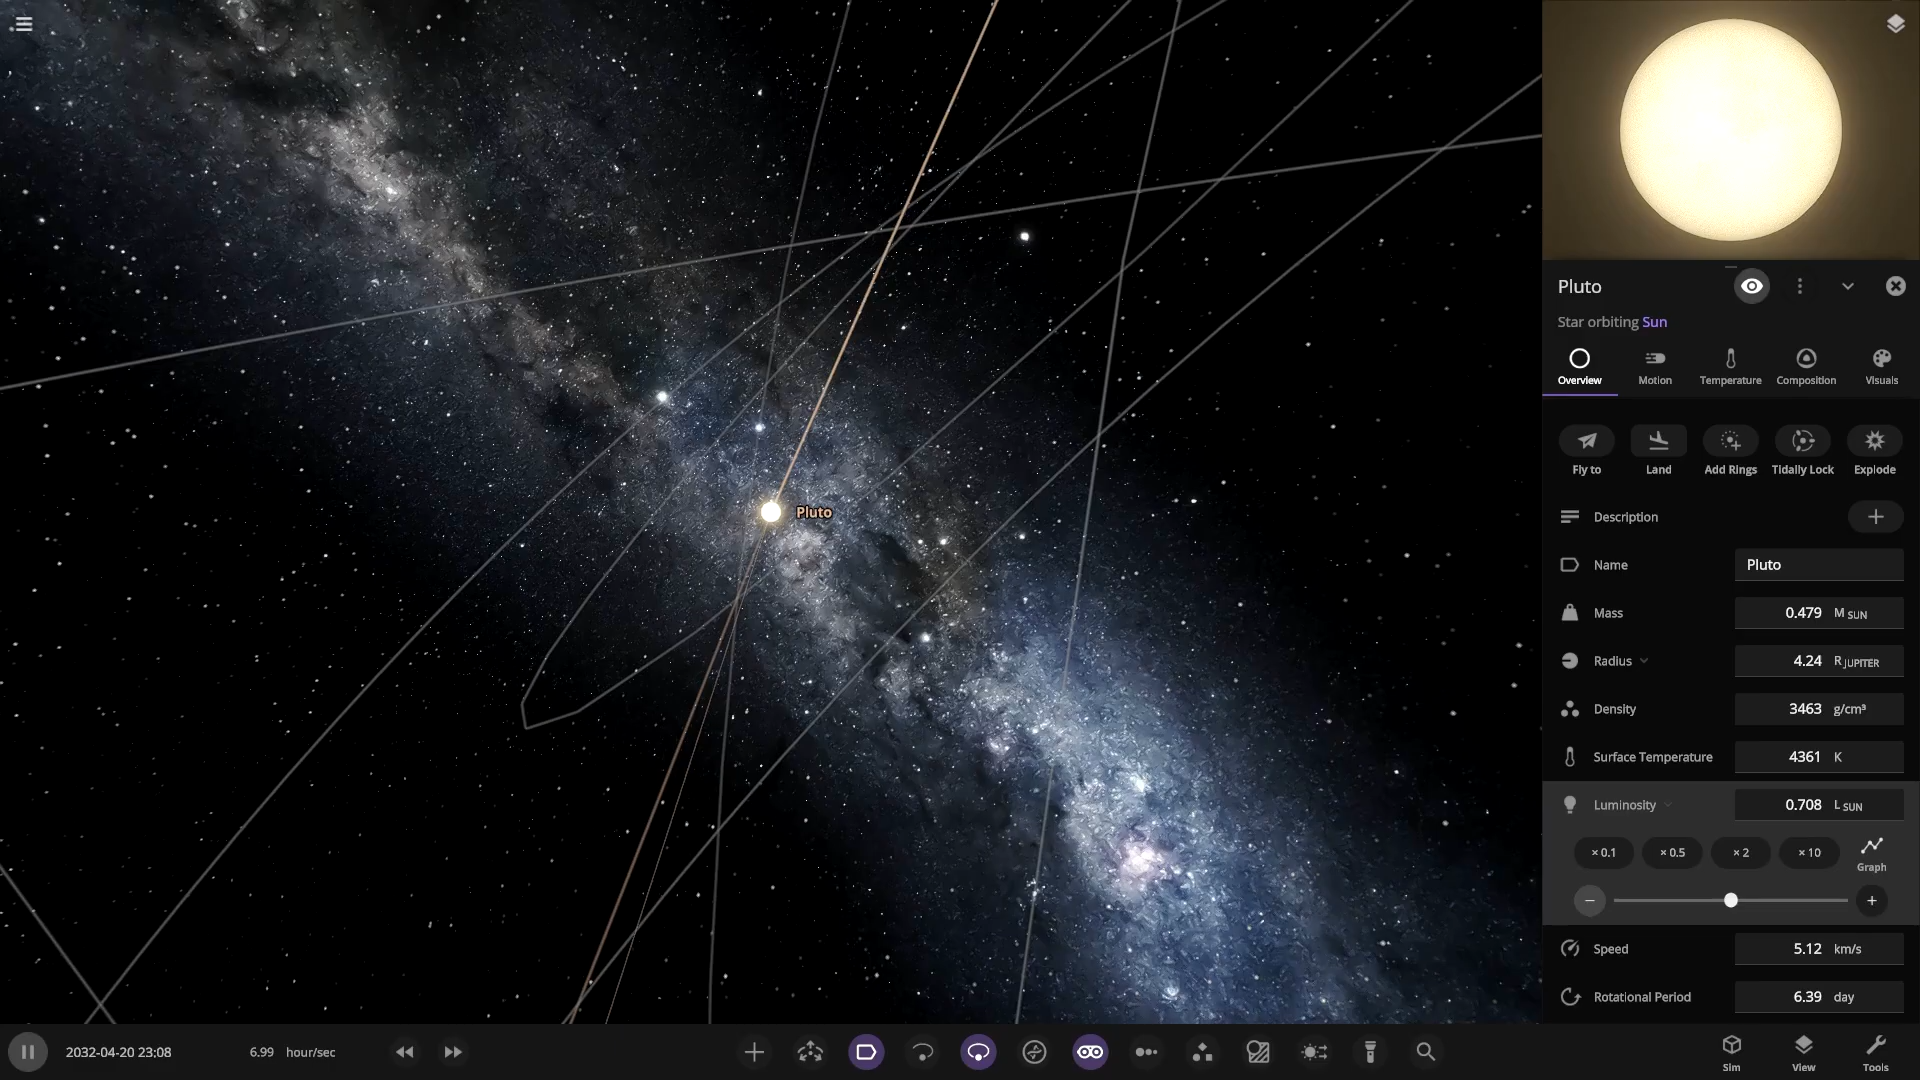 Pluto
Pluto
Star orbiting Sun
Overview
Motion
Temperature
Composition
Visuals
Fly to
Land
Add Rings
Tidally Lock
Explode
Description
Name
Pluto
Mass
0.479 M SUN
Radius
4.24 R JUPITER
Density
3463 g/cm³
Surface Temperature
4361 K
Luminosity
0.708 L SUN
× 0.1
× 0.5
× 2
× 10
Graph
Speed
5.12 km/s
Rotational Period
6.39 day
2032-04-20 23:08
6.99 hour/sec
Sim
View
Tools